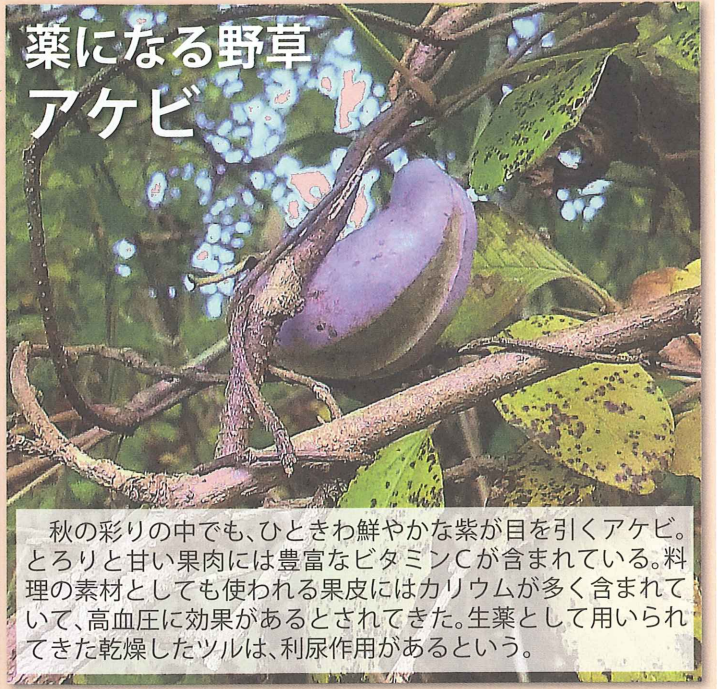 薬になる野草
アケビ
　秋の彩りの中でも、ひときわ鮮やかな紫が目を引くアケビ。
とろりと甘い果肉には豊富なビタミンCが含まれている。料
理の素材としても使われる果皮にはカリウムが多く含まれて
いて、高血圧に効果があるとされてきた。生薬として用いられ
てきた乾燥したツルは、利尿作用があるという。